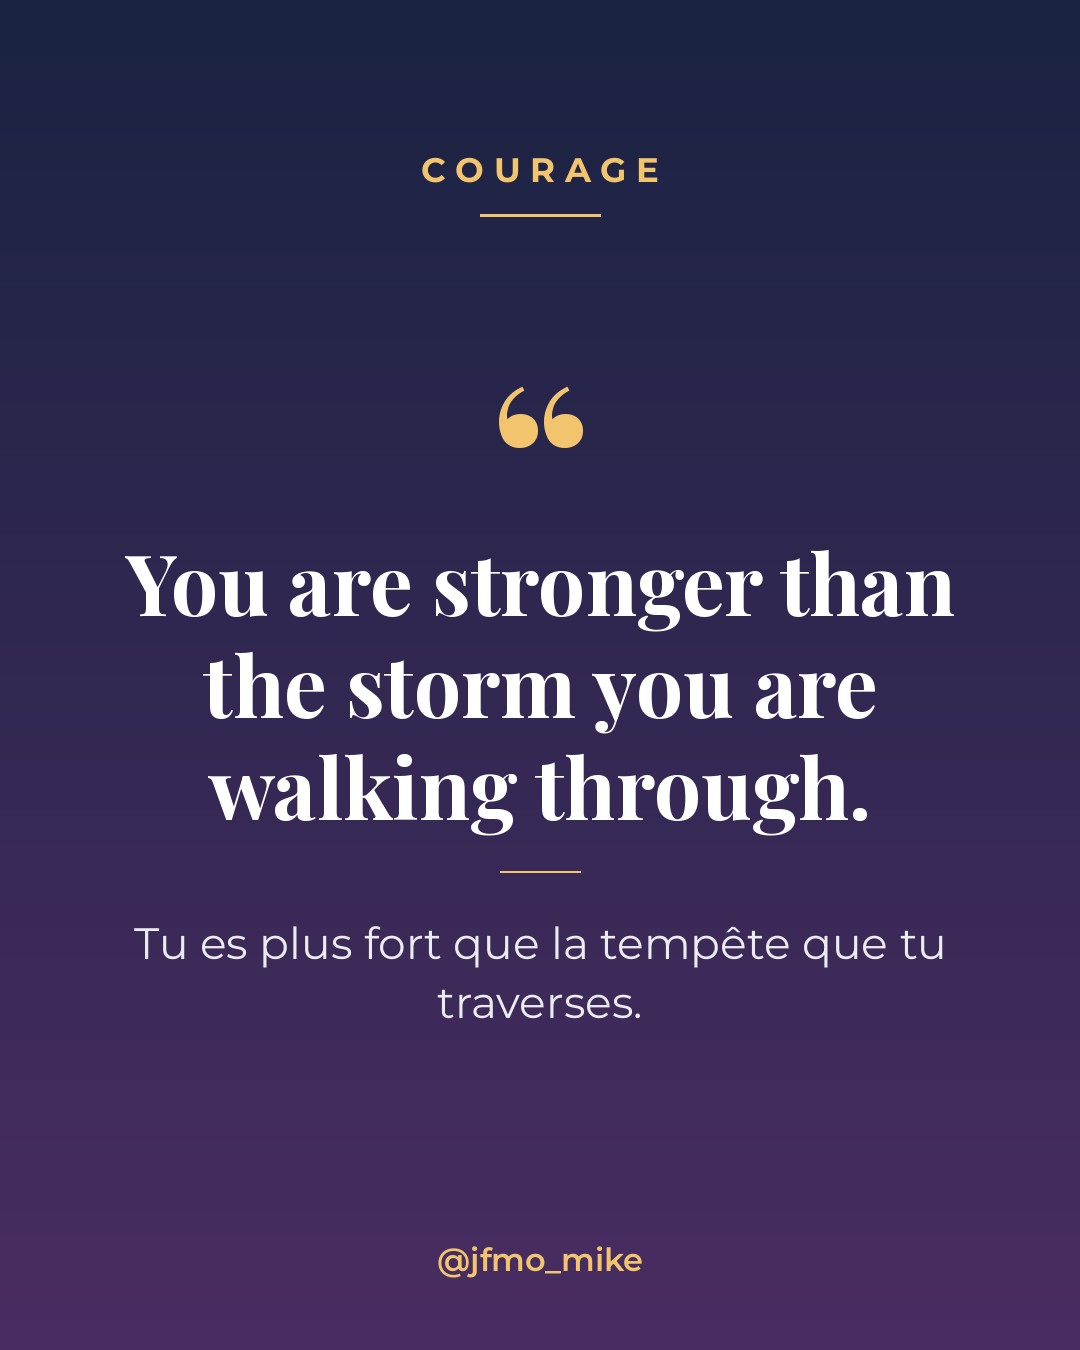 COURAGE
“
You are stronger than
the storm you are
walking through.
Tu es plus fort que la tempête que tu
traverses.
@jfmo_mike